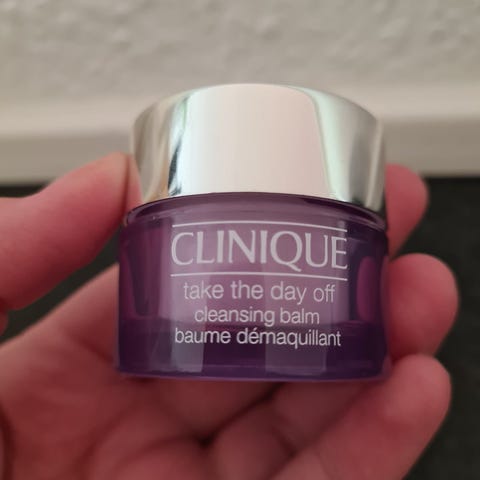 CLINIQUE
take the day off
cleansing balm
baume démaquillant